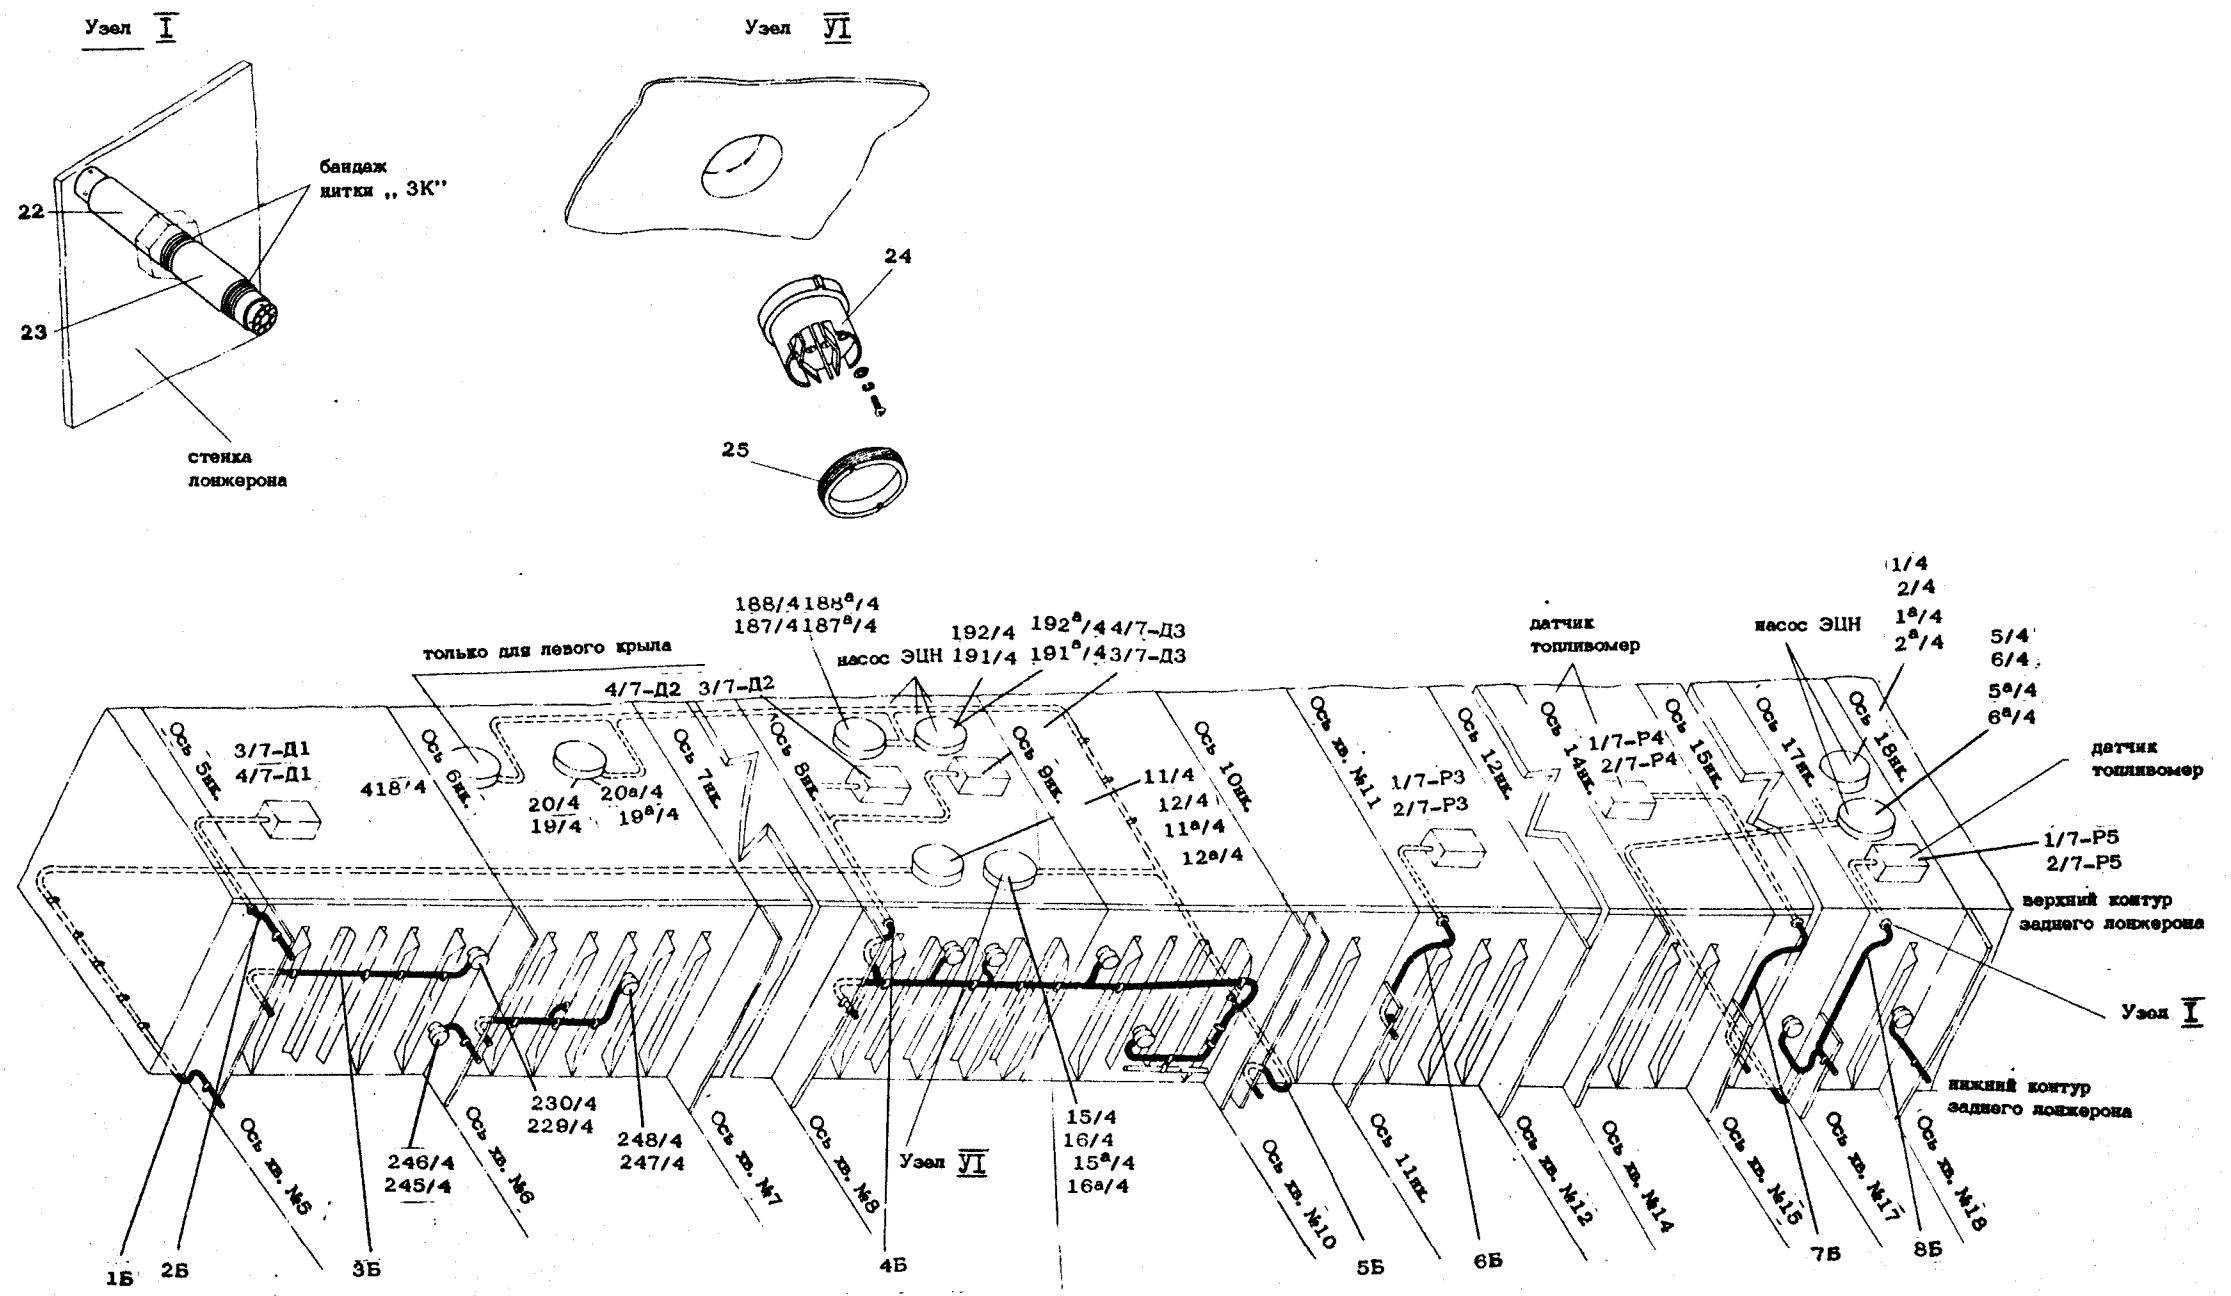 Узел I
Узел УI
бандаж
нитки „ 3К"
22
23
стенка
лонжерона
24
25
1/4
2/4
1а/4
2а/4
188/4 188а/4
187/4 187а/4
насос ЭЦН
192/4
191/4
192а/4 4/7-Д3
191а/4 3/7-Д3
датчик
топливомер
насос ЭЦН
5/4
6/4
5а/4
6а/4
только для левого крыла
4/7-Д2 3/7-Д2
Ось 5нк.
3/7-Д1
4/7-Д1
418/4
Ось 6нк.
20/4
19/4
20а/4
19а/4
Ось 7нк.
Ось 8нк.
Ось 9нк.
11/4
12/4
11а/4
12а/4
Ось 10нк.
Ось хв. №11
1/7-Р3
2/7-Р3
Ось 12нк.
Ось 14нк.
1/7-Р4
2/7-Р4
Ось 15нк.
Ось 17нк.
Ось 18нк.
датчик
топливомер
1/7-Р5
2/7-Р5
верхний контур
заднего лонжерона
Узел I
нижний контур
заднего лонжерона
230/4
229/4
246/4
245/4
248/4
247/4
Узел УI
15/4
16/4
15а/4
16а/4
Ось хв. №5
Ось хв. №6
Ось хв. №7
Ось хв. №8
Ось хв. №10
Ось 11нк.
Ось хв. №12
Ось хв. №14
Ось хв. №15
Ось хв. №17
Ось хв. №18
1Б
2Б
3Б
4Б
5Б
6Б
7Б
8Б